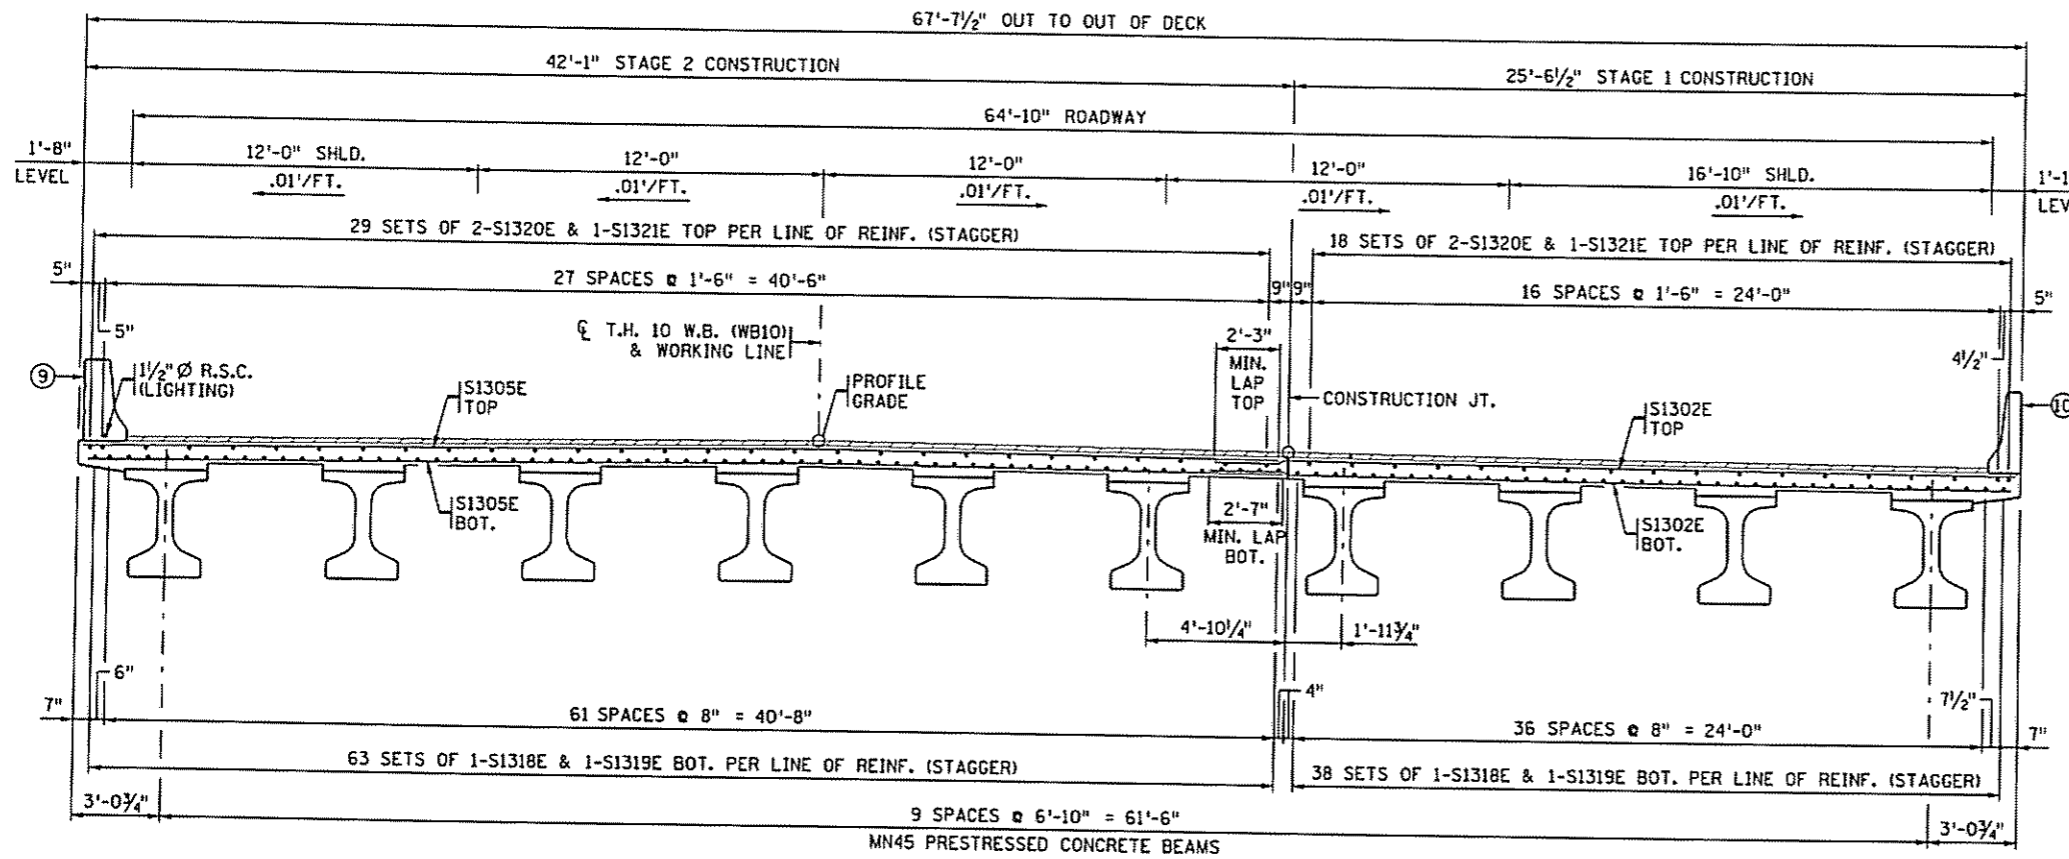 67'-7½" OUT TO OUT OF DECK
42'-1" STAGE 2 CONSTRUCTION
25'-6½" STAGE 1 CONSTRUCTION
64'-10" ROADWAY
1'-8"
LEVEL
12'-0" SHLD.
.01'/FT.
12'-0"
.01'/FT.
12'-0"
.01'/FT.
12'-0"
.01'/FT.
16'-10" SHLD.
.01'/FT.
1'-1
LEV
29 SETS OF 2-S1320E & 1-S1321E TOP PER LINE OF REINF. (STAGGER)
18 SETS OF 2-S1320E & 1-S1321E TOP PER LINE OF REINF. (STAGGER)
5"
27 SPACES @ 1'-6" = 40'-6"
9"
9"
16 SPACES @ 1'-6" = 24'-0"
5"
5"
℄ T.H. 10 W.B. (WB10)
& WORKING LINE
2'-3"
MIN.
LAP
TOP
4½"
9
1½" Ø R.S.C.
(LIGHTING)
S1305E
TOP
PROFILE
GRADE
CONSTRUCTION JT.
S1302E
TOP
10
S1305E
BOT.
2'-7"
MIN. LAP
BOT.
S1302E
BOT.
4'-10¼"
1'-11¾"
6"
4"
7½"
7"
61 SPACES @ 8" = 40'-8"
36 SPACES @ 8" = 24'-0"
7"
63 SETS OF 1-S1318E & 1-S1319E BOT. PER LINE OF REINF. (STAGGER)
38 SETS OF 1-S1318E & 1-S1319E BOT. PER LINE OF REINF. (STAGGER)
3'-0¾"
9 SPACES @ 6'-10" = 61'-6"
3'-0¾"
MN45 PRESTRESSED CONCRETE BEAMS